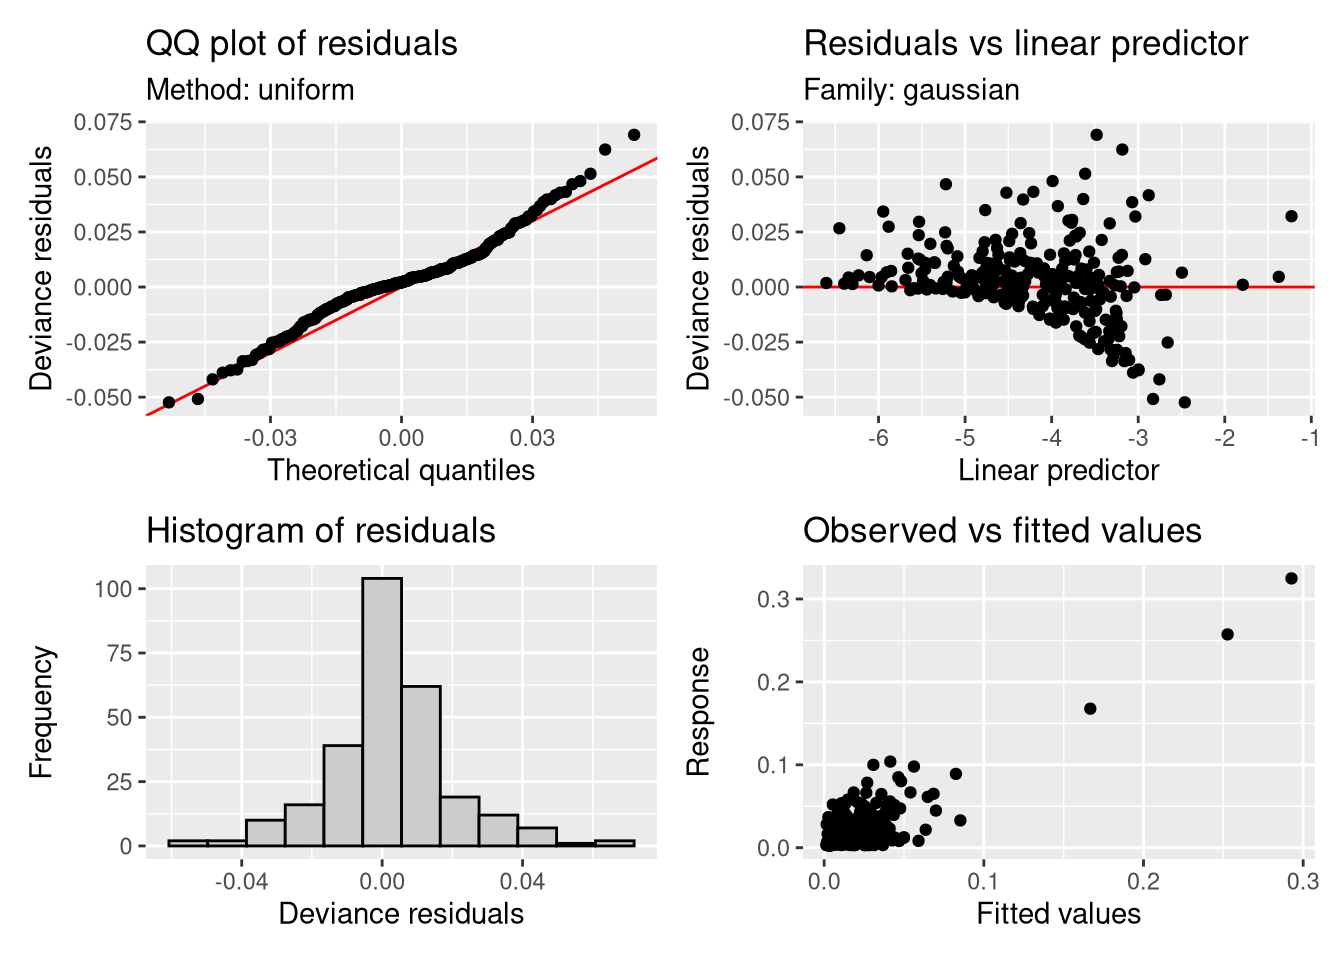 QQ plot of residuals
Method: uniform
Deviance residuals
0.075
0.050
0.025
0.000
-0.025
-0.050
-0.03
0.00
0.03
Theoretical quantiles
Residuals vs linear predictor
Family: gaussian
Deviance residuals
0.075
0.050
0.025
0.000
-0.025
-0.050
-6
-5
-4
-3
-2
-1
Linear predictor
Histogram of residuals
Frequency
100
75
50
25
0
-0.04
0.00
0.04
Deviance residuals
Observed vs fitted values
Response
0.3
0.2
0.1
0.0
0.0
0.1
0.2
0.3
Fitted values